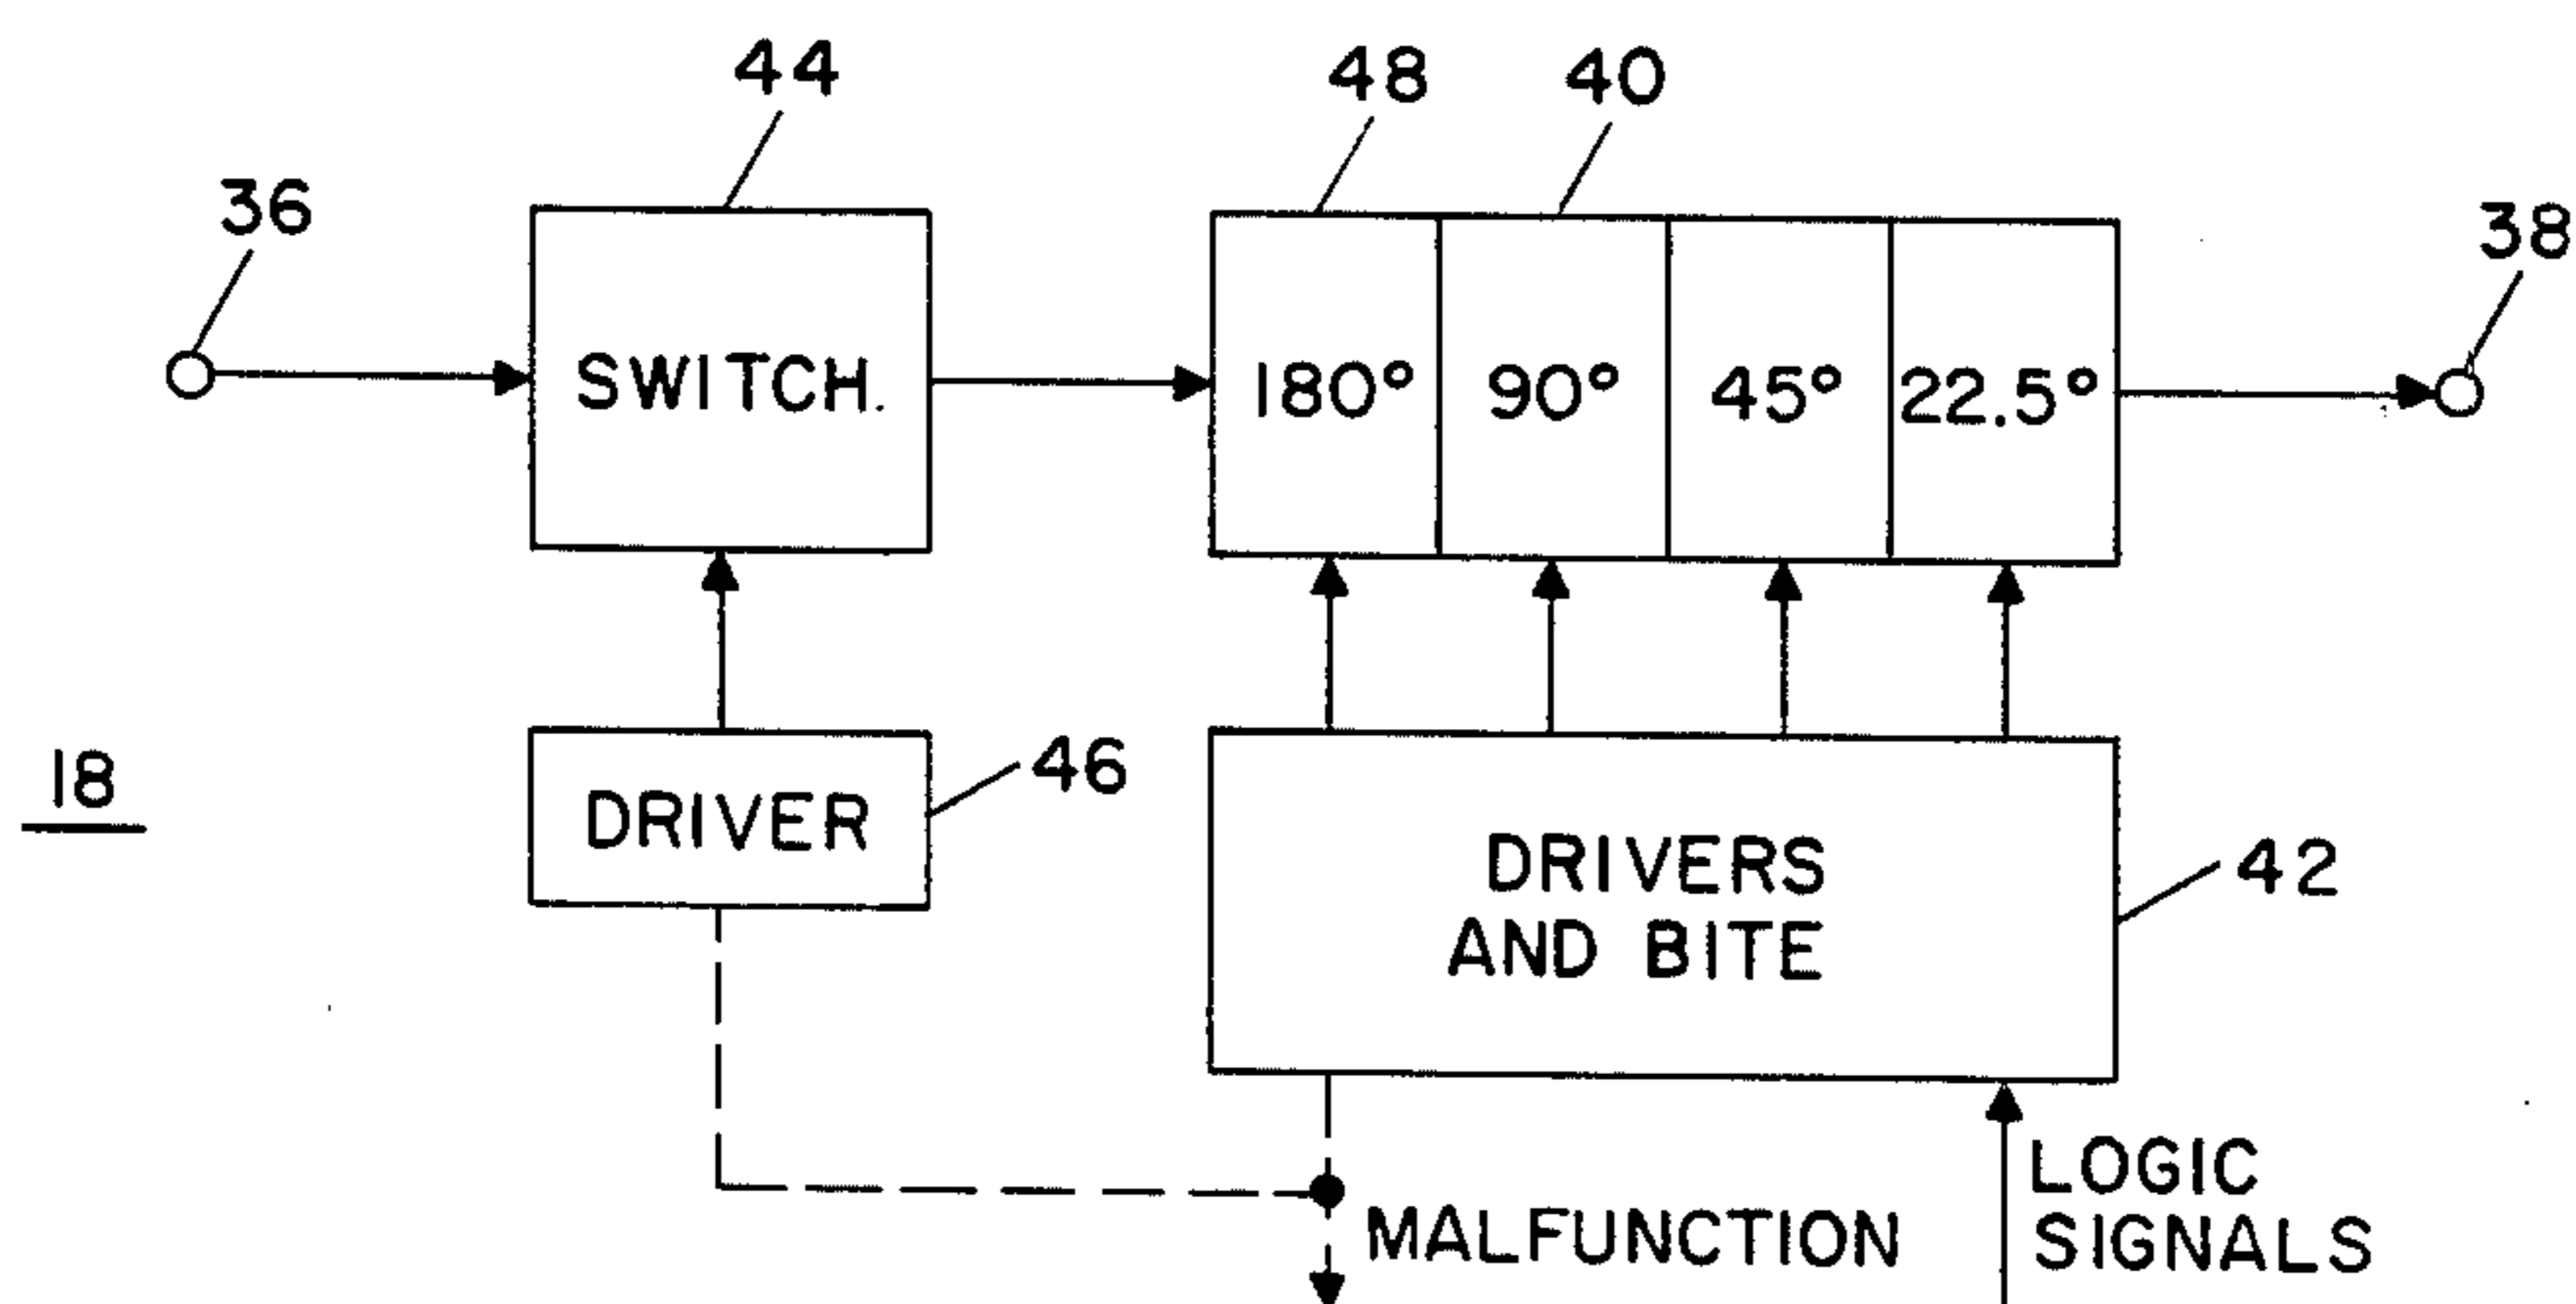 44
48
40
36
38
SWITCH.
180°
90°
45°
22.5°
18
DRIVER
46
DRIVERS
AND BITE
42
MALFUNCTION
LOGIC
SIGNALS